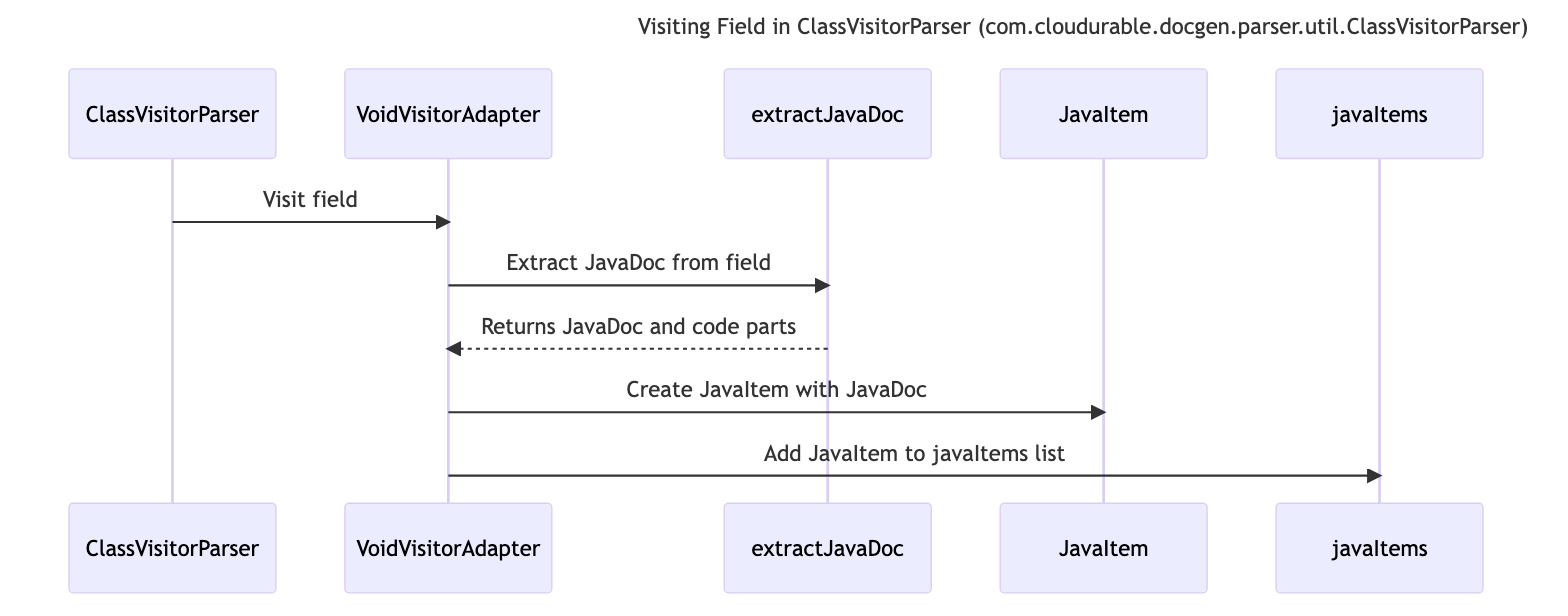 Visiting Field in ClassVisitorParser (com.cloudurable.docgen.parser.util.ClassVisitorParser)
ClassVisitorParser
VoidVisitorAdapter
extractJavaDoc
JavaItem
javaItems
Visit field
Extract JavaDoc from field
Returns JavaDoc and code parts
Create JavaItem with JavaDoc
Add JavaItem to javaItems list
ClassVisitorParser
VoidVisitorAdapter
extractJavaDoc
JavaItem
javaItems